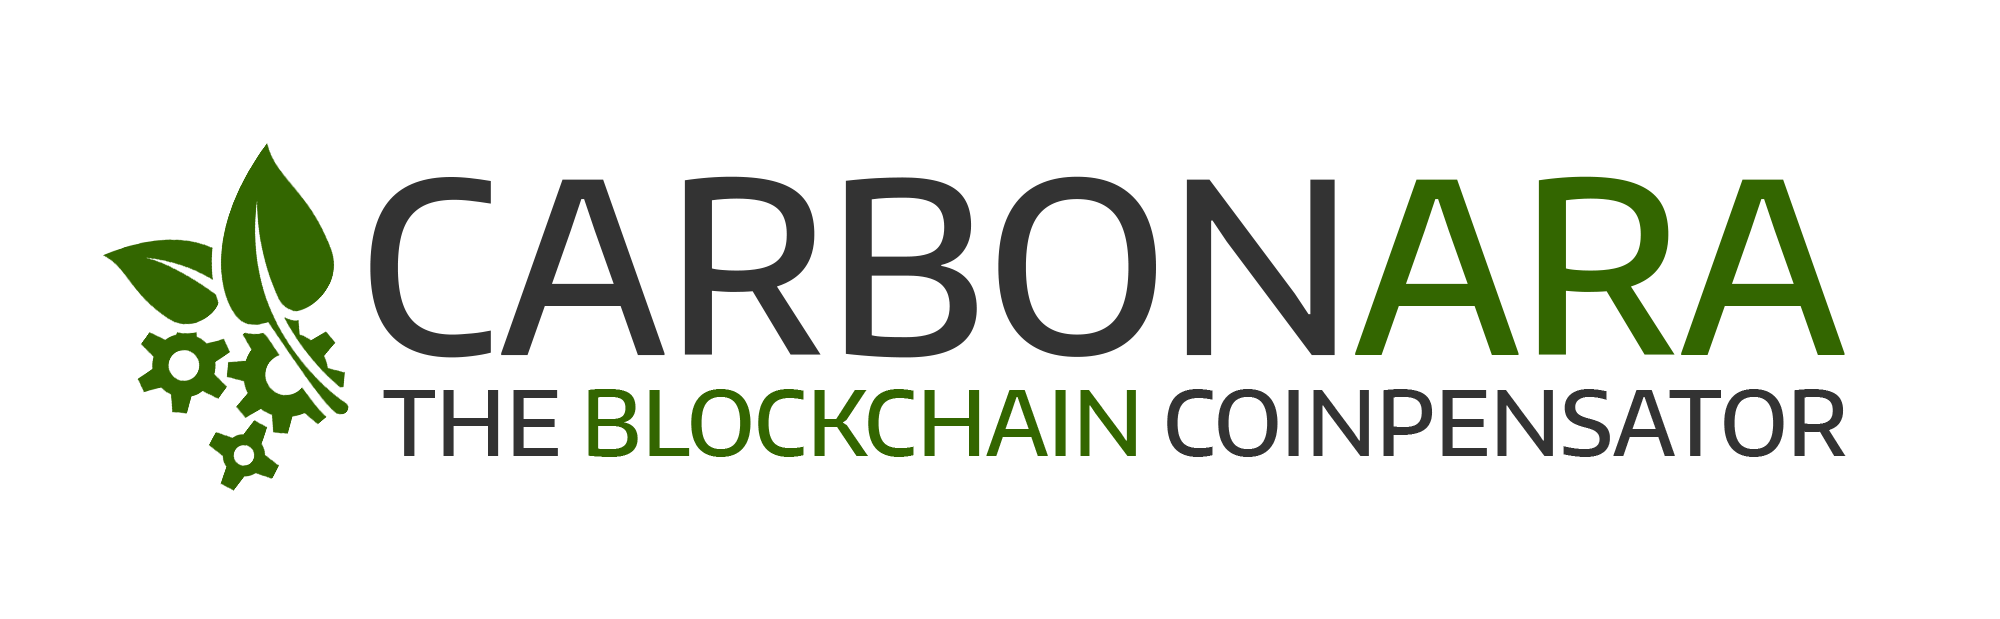 CARBONARA
THE BLOCKCHAIN COINPENSATOR